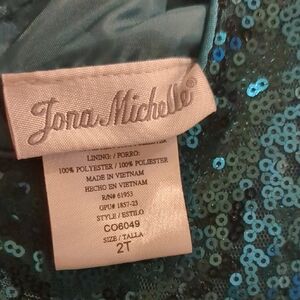 Jona Michelle®
LINING: / FORRO:
100% POLYESTER / 100% POLIESTER
MADE IN VIETNAM
HECHO EN VIETNAM
RN# 61953
GPU# 1857-23
STYLE / ESTILO
CO6049
SIZE / TALLA
2T